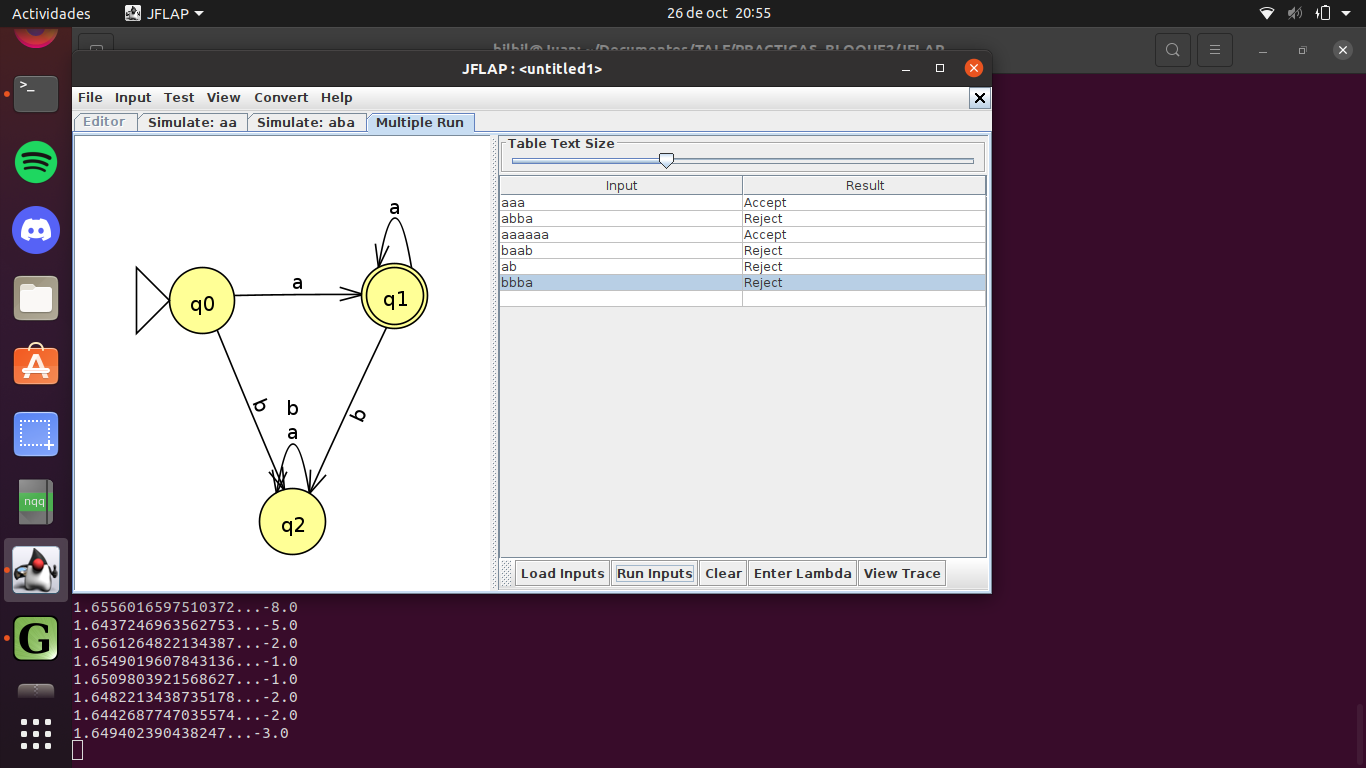 Actividades JFLAP 26 de oct 20:55
JFLAP : <untitled1>
File Input Test View Convert Help
Editor Simulate: aa Simulate: aba Multiple Run
Table Text Size
Input Result
aaa Accept
abba Reject
aaaaaa Accept
baab Reject
ab Reject
bbba Reject
Load Inputs Run Inputs Clear Enter Lambda View Trace
a
a
q0
q1
b
b
b
a
q2
>_
nqq
G
1.6556016597510372...-8.0
1.6437246963562753...-5.0
1.6561264822134387...-2.0
1.6549019607843136...-1.0
1.6509803921568627...-1.0
1.6482213438735178...-2.0
1.6442687747035574...-2.0
1.649402390438247...-3.0